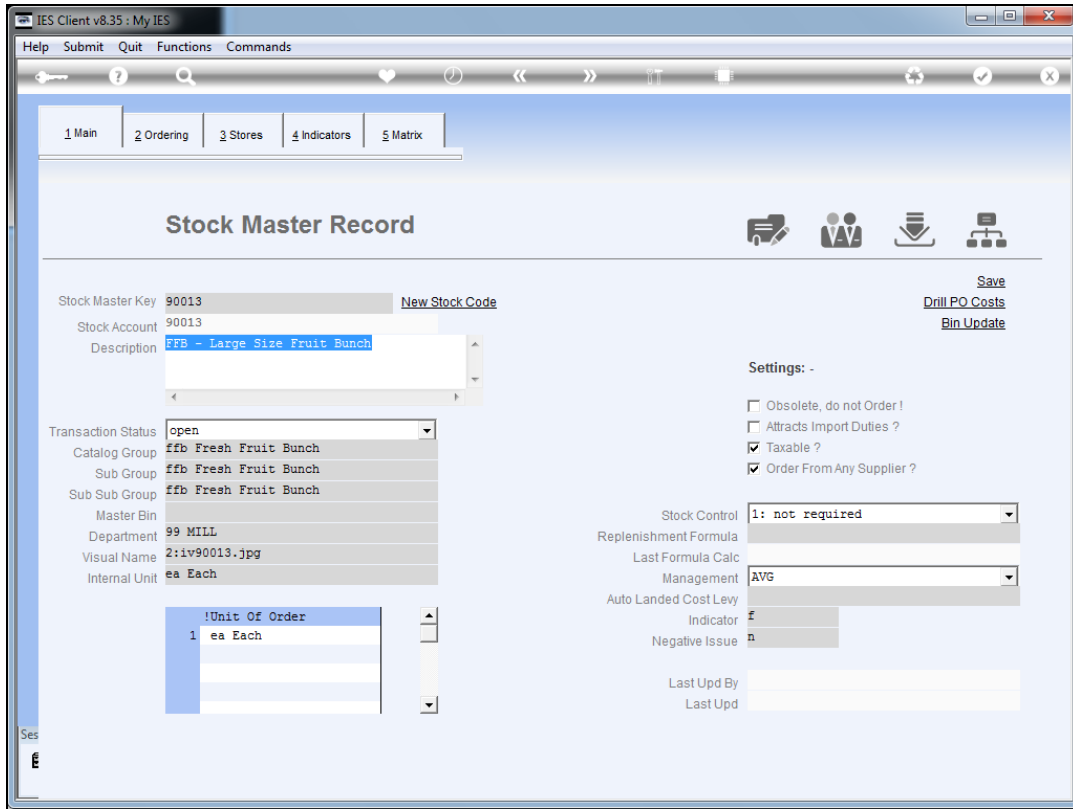 IES Client v8.35 : My IES
Help Submit Quit Functions Commands
1 Main 2 Ordering 3 Stores 4 Indicators 5 Matrix
Stock Master Record
Save
Stock Master Key 90013 New Stock Code Drill PO Costs
Stock Account 90013 Bin Update
Description FFB - Large Size Fruit Bunch
Settings: -
Obsolete, do not Order !
Attracts Import Duties ?
Taxable ?
Order From Any Supplier ?
Transaction Status open
Catalog Group ffb Fresh Fruit Bunch
Sub Group ffb Fresh Fruit Bunch
Sub Sub Group ffb Fresh Fruit Bunch
Master Bin
Department 99 MILL
Visual Name 2:iv90013.jpg
Internal Unit ea Each
Stock Control 1: not required
Replenishment Formula
Last Formula Calc
Management AVG
Auto Landed Cost Levy
Indicator f
Negative Issue n
!Unit Of Order
1 ea Each
Last Upd By
Last Upd
Ses